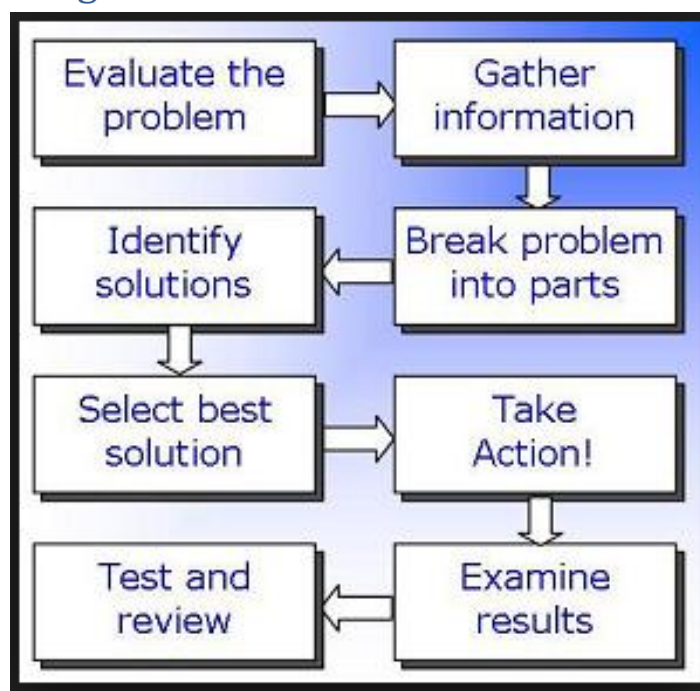 Evaluate the
problem
Gather
information
Break problem
into parts
Identify
solutions
Select best
solution
Take
Action!
Examine
results
Test and
review